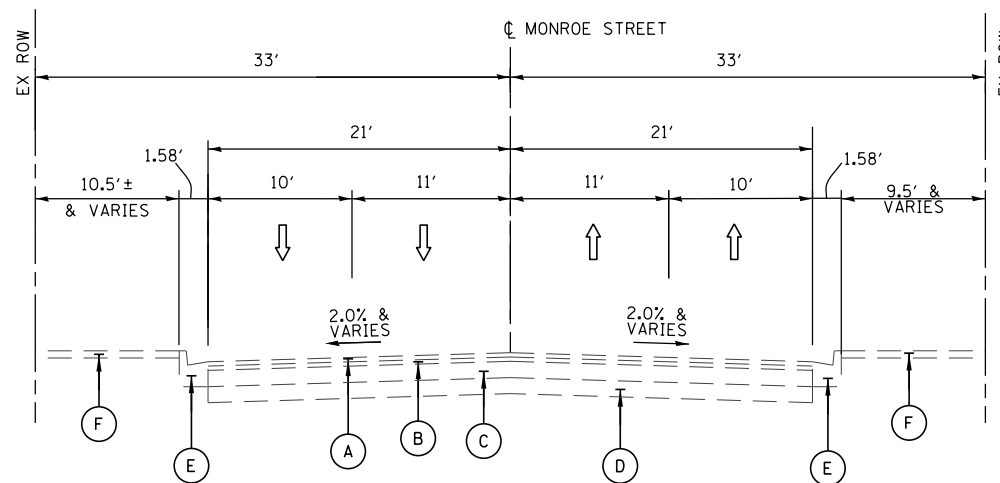 ℄ MONROE STREET
EX ROW
33'
33'
21'
21'
1.58'
1.58'
10.5'±
& VARIES
10'
11'
11'
10'
9.5' &
VARIES
2.0% &
VARIES
2.0% &
VARIES
F
E
A
B
C
D
E
F